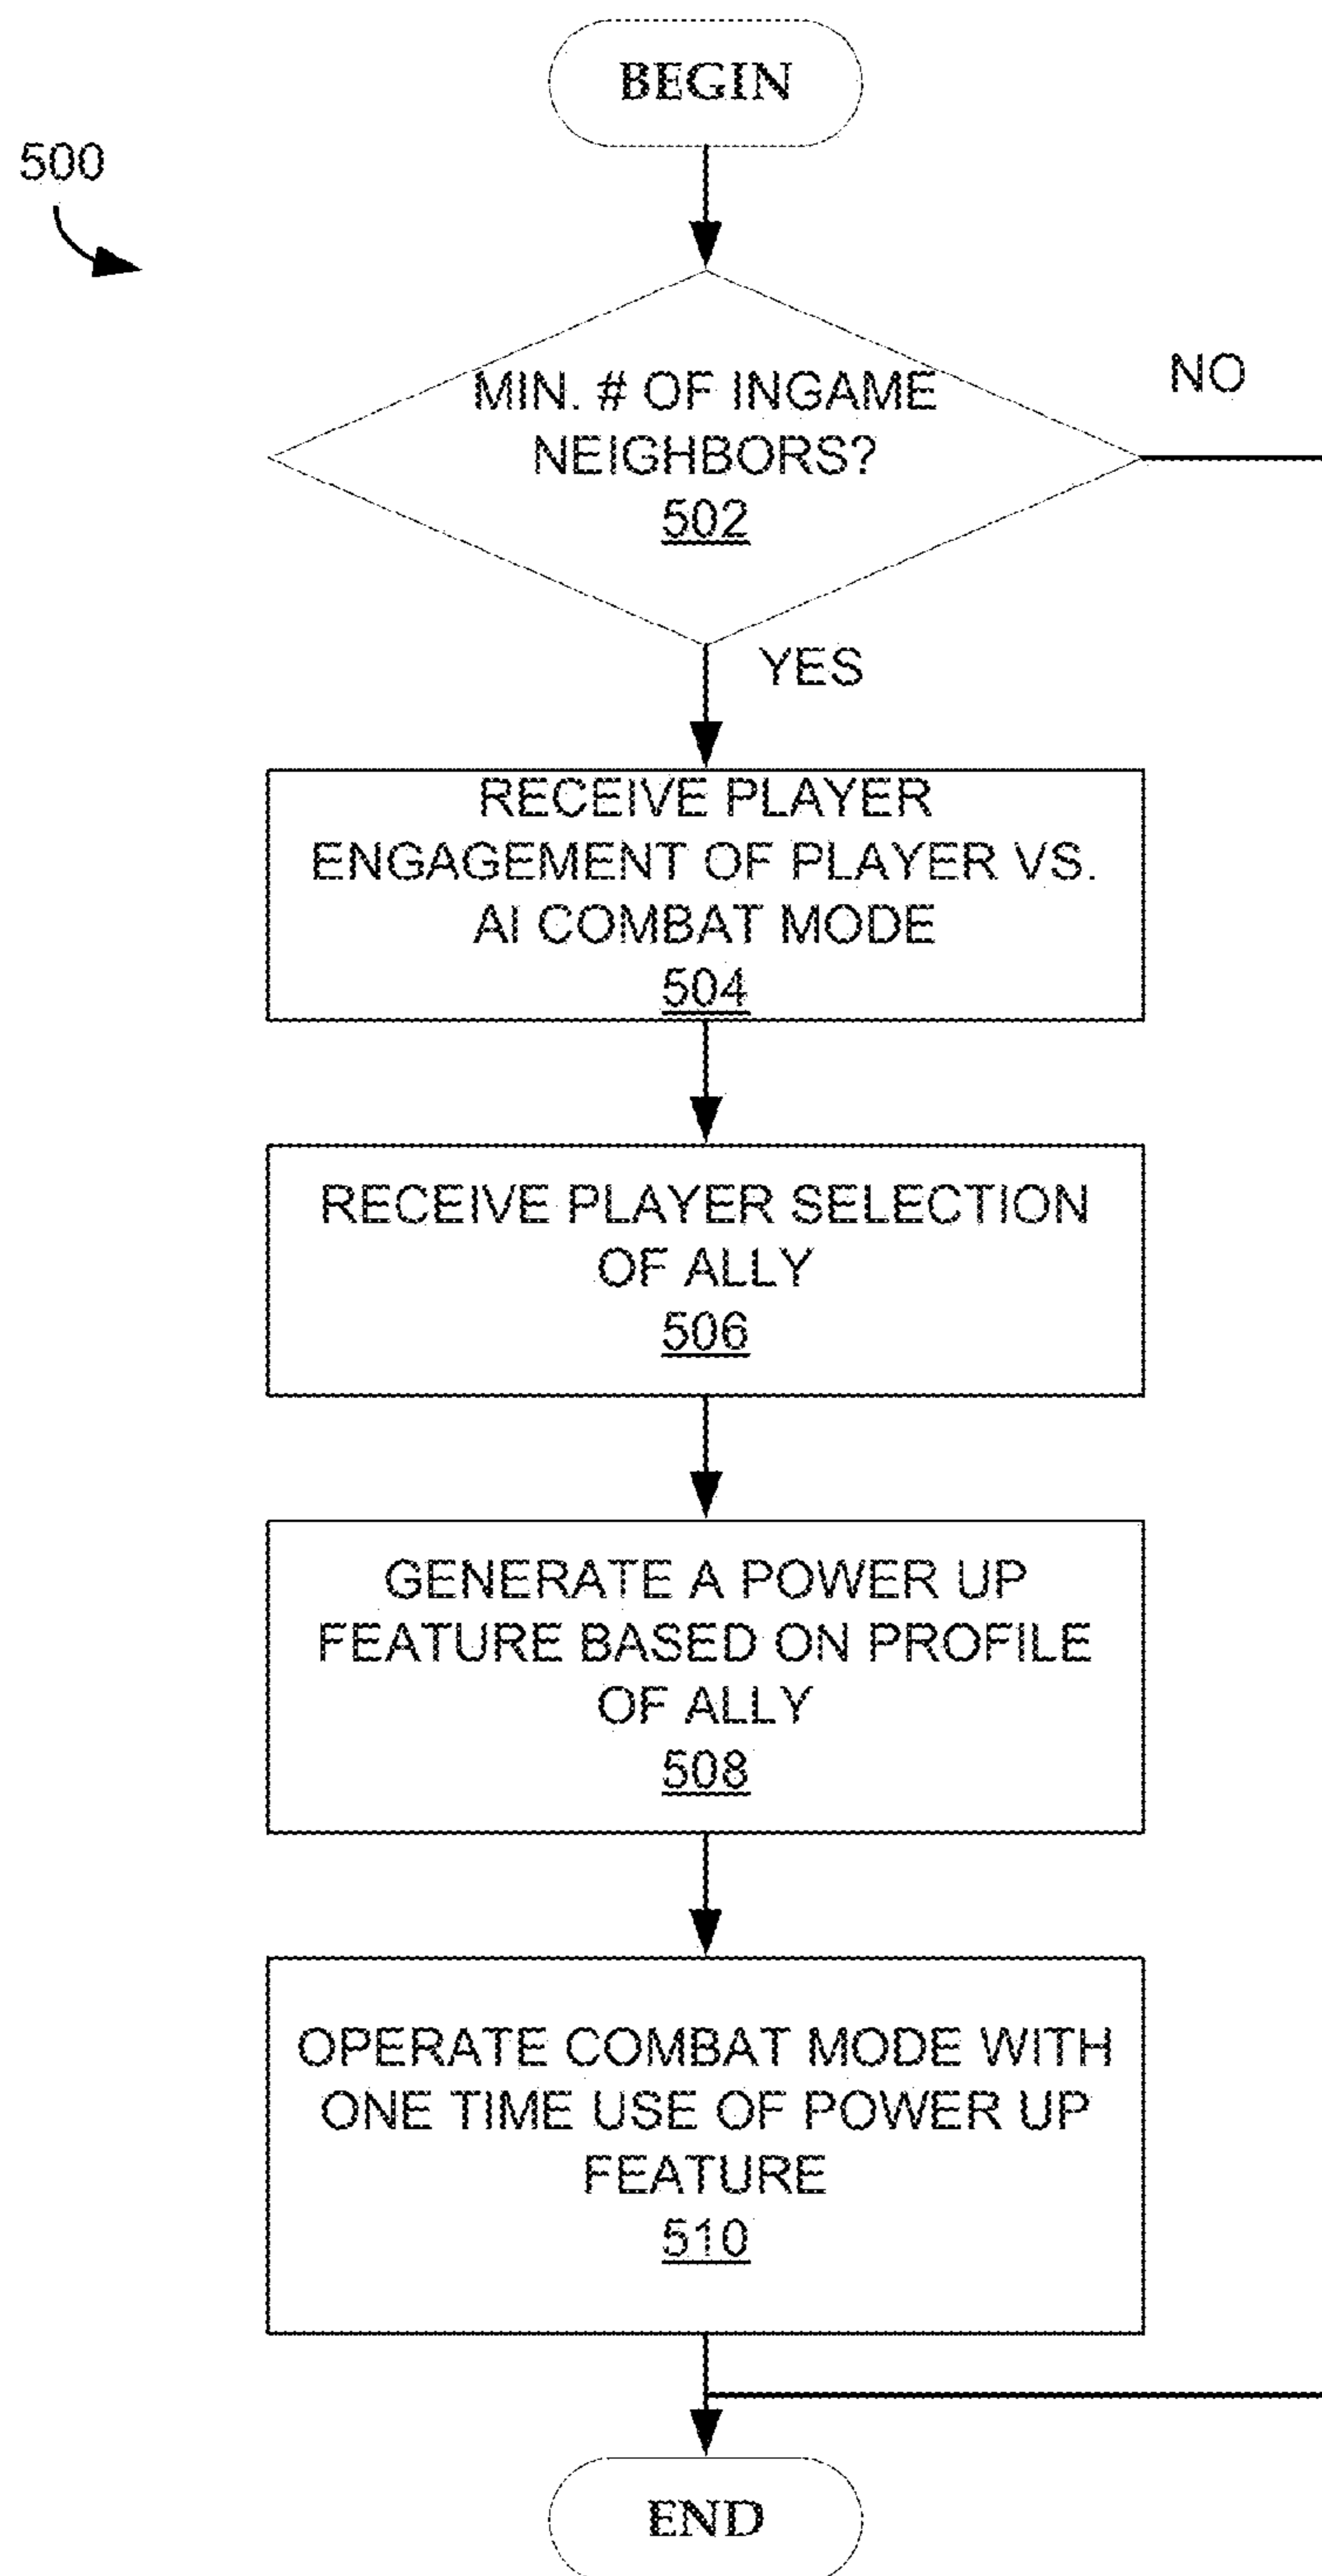 BEGIN
500
MIN. # OF INGAME
NEIGHBORS?
502
NO
YES
RECEIVE PLAYER
ENGAGEMENT OF PLAYER VS.
AI COMBAT MODE
504
RECEIVE PLAYER SELECTION
OF ALLY
506
GENERATE A POWER UP
FEATURE BASED ON PROFILE
OF ALLY
508
OPERATE COMBAT MODE WITH
ONE TIME USE OF POWER UP
FEATURE
510
END